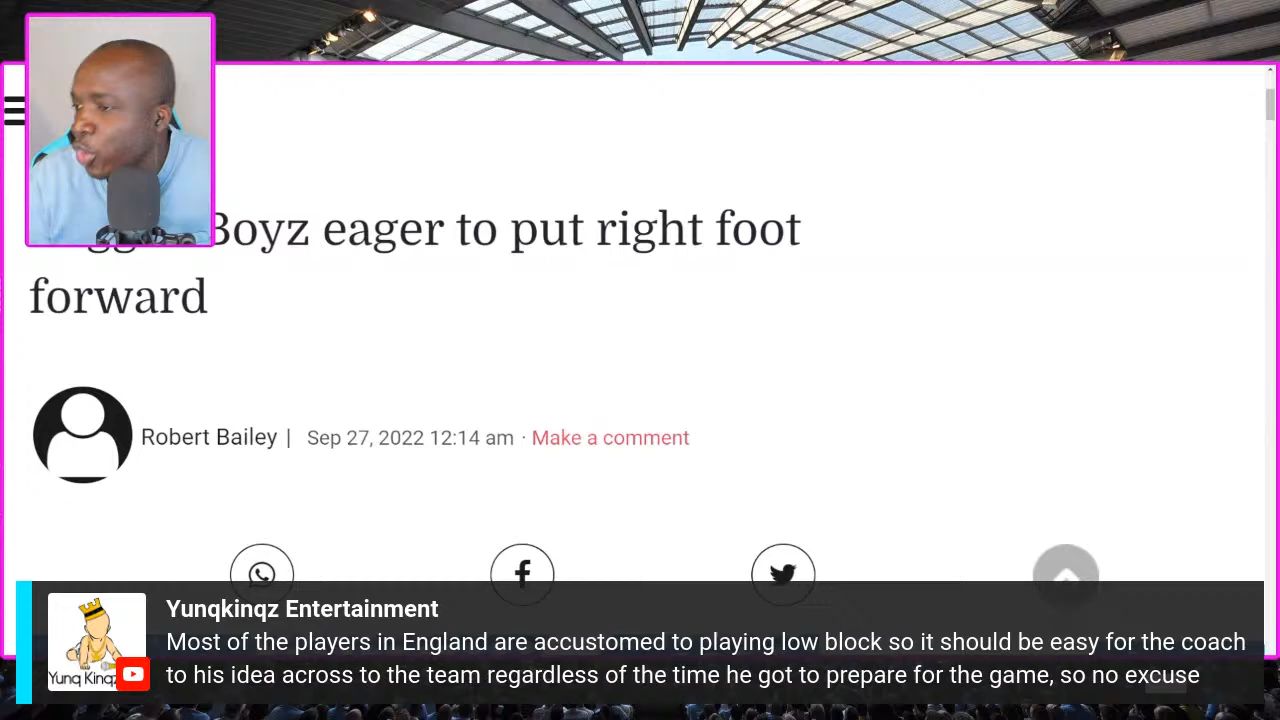 Boyz eager to put right foot
forward
Robert Bailey | Sep 27, 2022 12:14 am · Make a comment
Yunqkinqz Entertainment
Most of the players in England are accustomed to playing low block so it should be easy for the coach
to his idea across to the team regardless of the time he got to prepare for the game, so no excuse
Yunq Kinqz